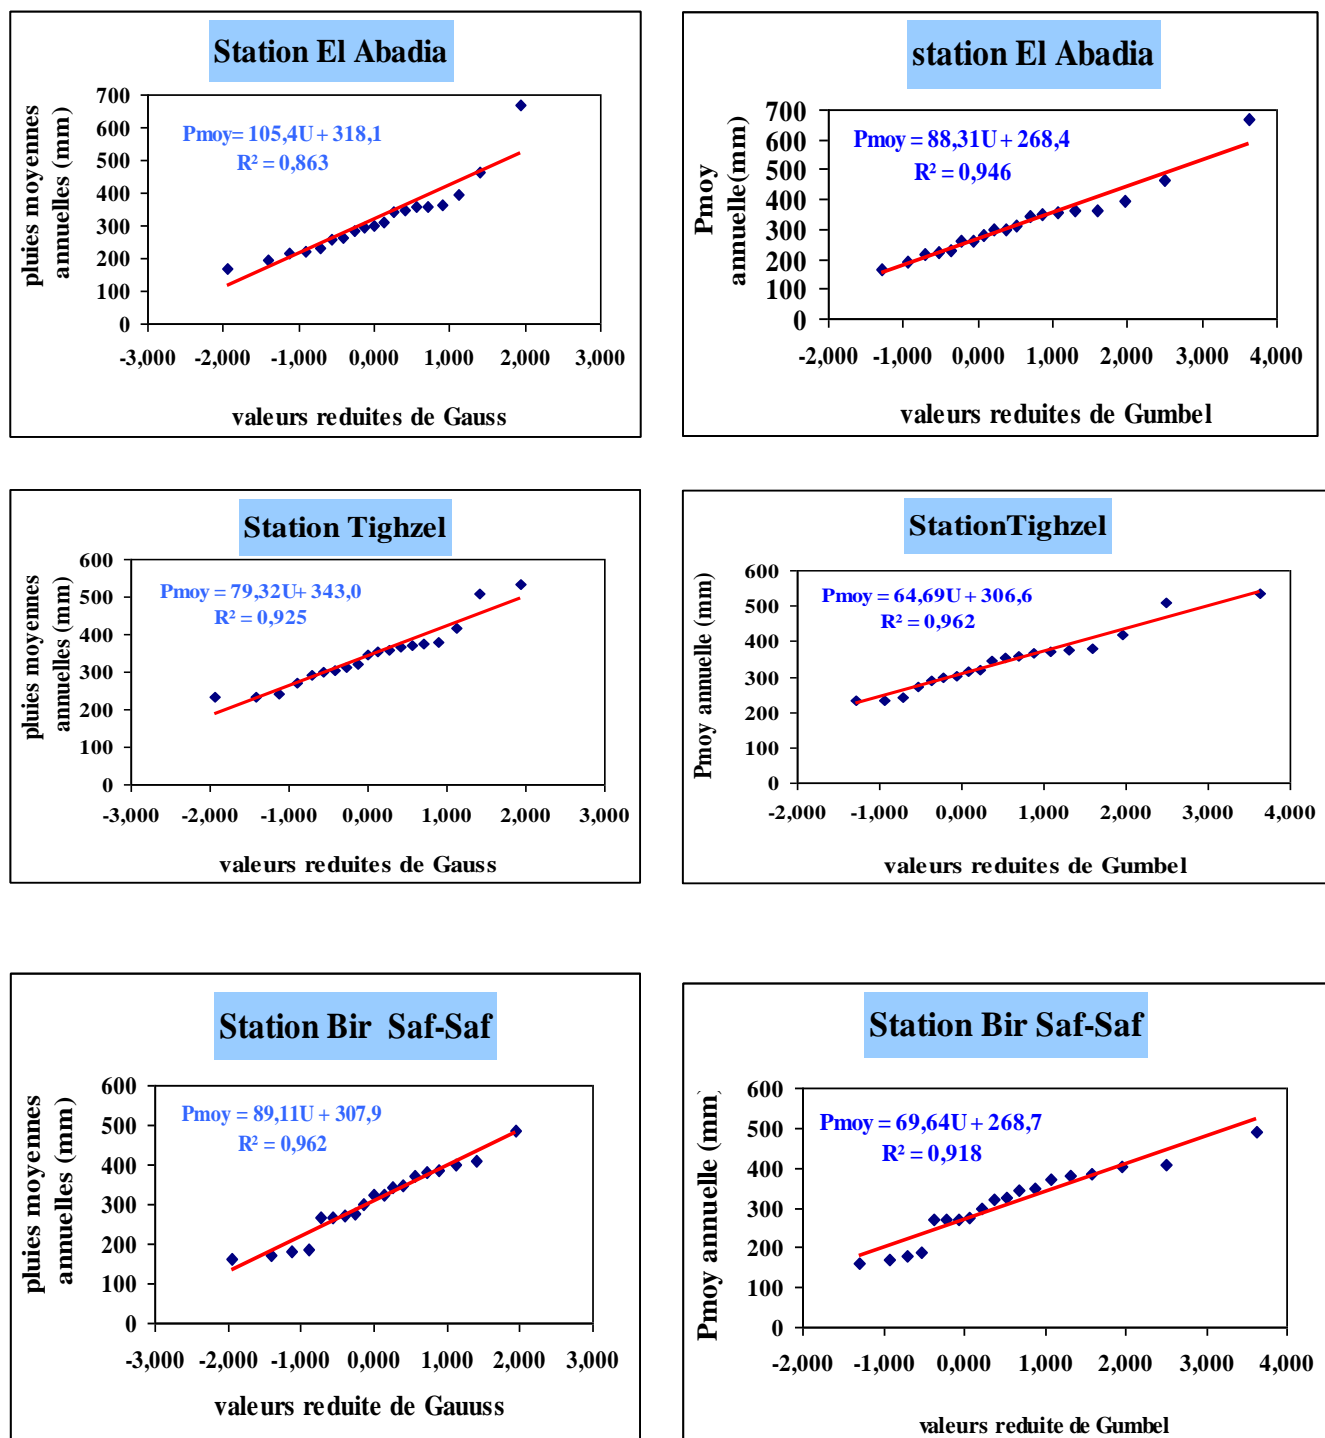 Station El Abadia
pluies moyennes
annuelles (mm)
Pmoy= 105,4U + 318,1
R² = 0,863
700
600
500
400
300
200
100
0
-3,000 -2,000 -1,000 0,000 1,000 2,000 3,000
valeurs reduites de Gauss
station El Abadia
Pmoy
annuelle(mm)
Pmoy = 88,31U + 268,4
R² = 0,946
700
600
500
400
300
200
100
0
-2,000 -1,000 0,000 1,000 2,000 3,000 4,000
valeurs reduites de Gumbel
Station Tighzel
pluies moyennes
annuelles (mm)
Pmoy = 79,32U+ 343,0
R² = 0,925
600
500
400
300
200
100
0
-3,000 -2,000 -1,000 0,000 1,000 2,000 3,000
valeurs reduites de Gauss
StationTighzel
Pmoy annuelle (mm)
Pmoy = 64,69U + 306,6
R² = 0,962
600
500
400
300
200
100
0
-2,000 -1,000 0,000 1,000 2,000 3,000 4,000
valeurs reduites de Gumbel
Station Bir Saf-Saf
pluies moyennes
annuelles (mm)
Pmoy = 89,11U + 307,9
R² = 0,962
600
500
400
300
200
100
0
-3,000 -2,000 -1,000 0,000 1,000 2,000 3,000
valeurs reduite de Gauuss
Station Bir Saf-Saf
Pmoy annuelle (mm)
Pmoy = 69,64U + 268,7
R² = 0,918
600
500
400
300
200
100
0
-2,000 -1,000 0,000 1,000 2,000 3,000 4,000
valeurs reduite de Gumbel